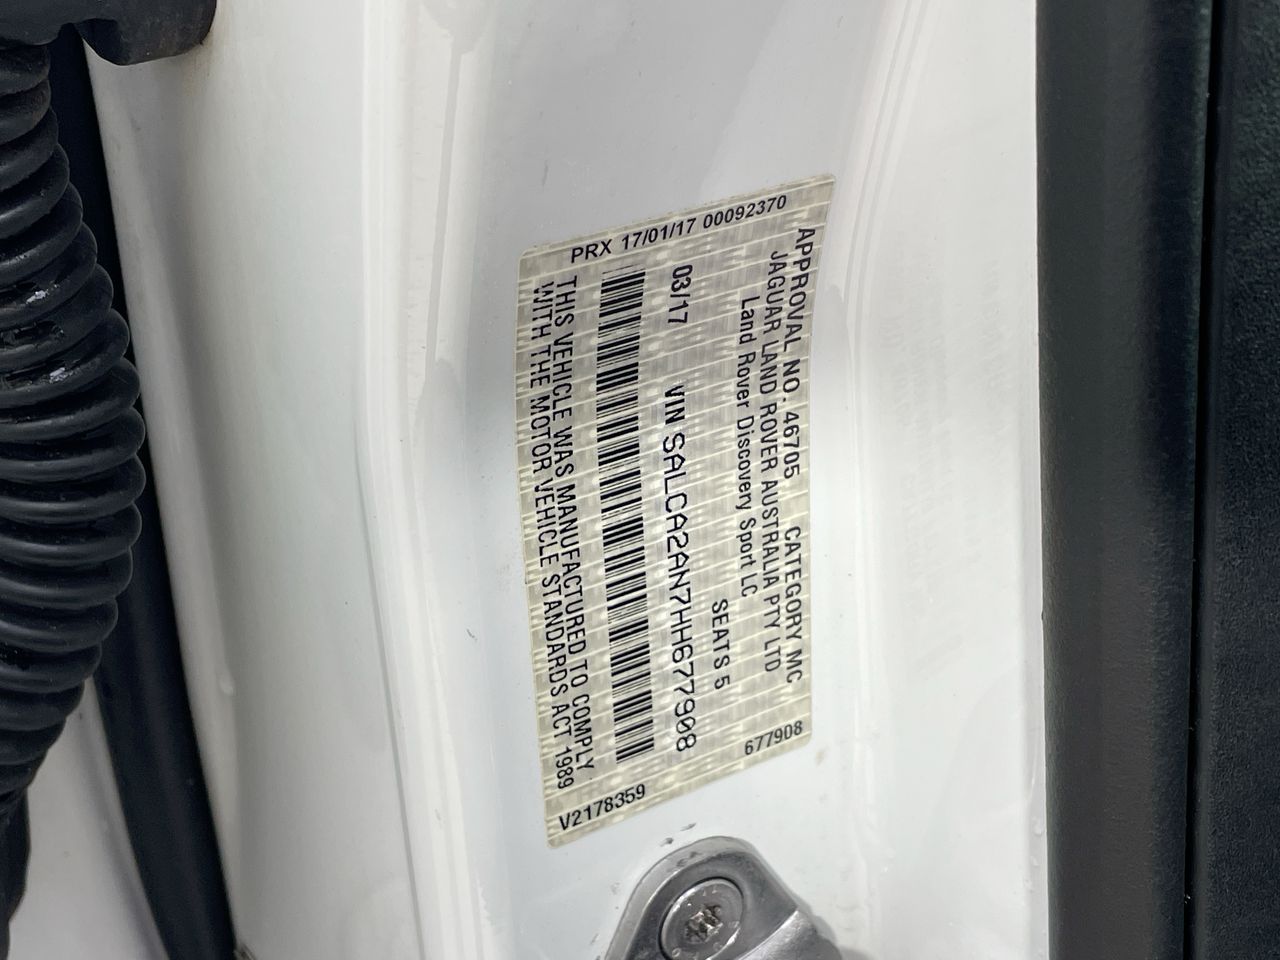 PRX 17/01/17 00092370
APPROVAL NO. 46705 CATEGORY MC
JAGUAR LAND ROVER AUSTRALIA PTY LTD
Land Rover Discovery Sport LC
SEATS 5
03/17 VIN SALCA2AN7HH677908
THIS VEHICLE WAS MANUFACTURED TO COMPLY
WITH THE MOTOR VEHICLE STANDARDS ACT 1989
V2178359 677908